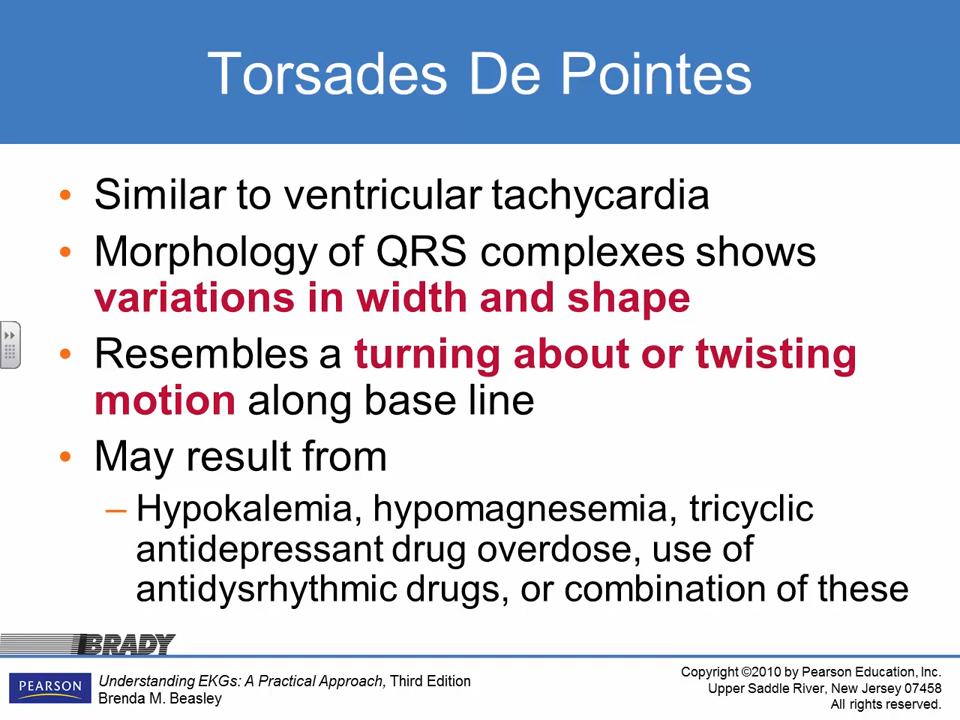 Torsades De Pointes
• Similar to ventricular tachycardia
• Morphology of QRS complexes shows
variations in width and shape
• Resembles a turning about or twisting
motion along base line
• May result from
– Hypokalemia, hypomagnesemia, tricyclic
antidepressant drug overdose, use of
antidysrhythmic drugs, or combination of these
BRADY
PEARSON
Understanding EKGs: A Practical Approach, Third Edition
Brenda M. Beasley
Copyright ©2010 by Pearson Education, Inc.
Upper Saddle River, New Jersey 07458
All rights reserved.